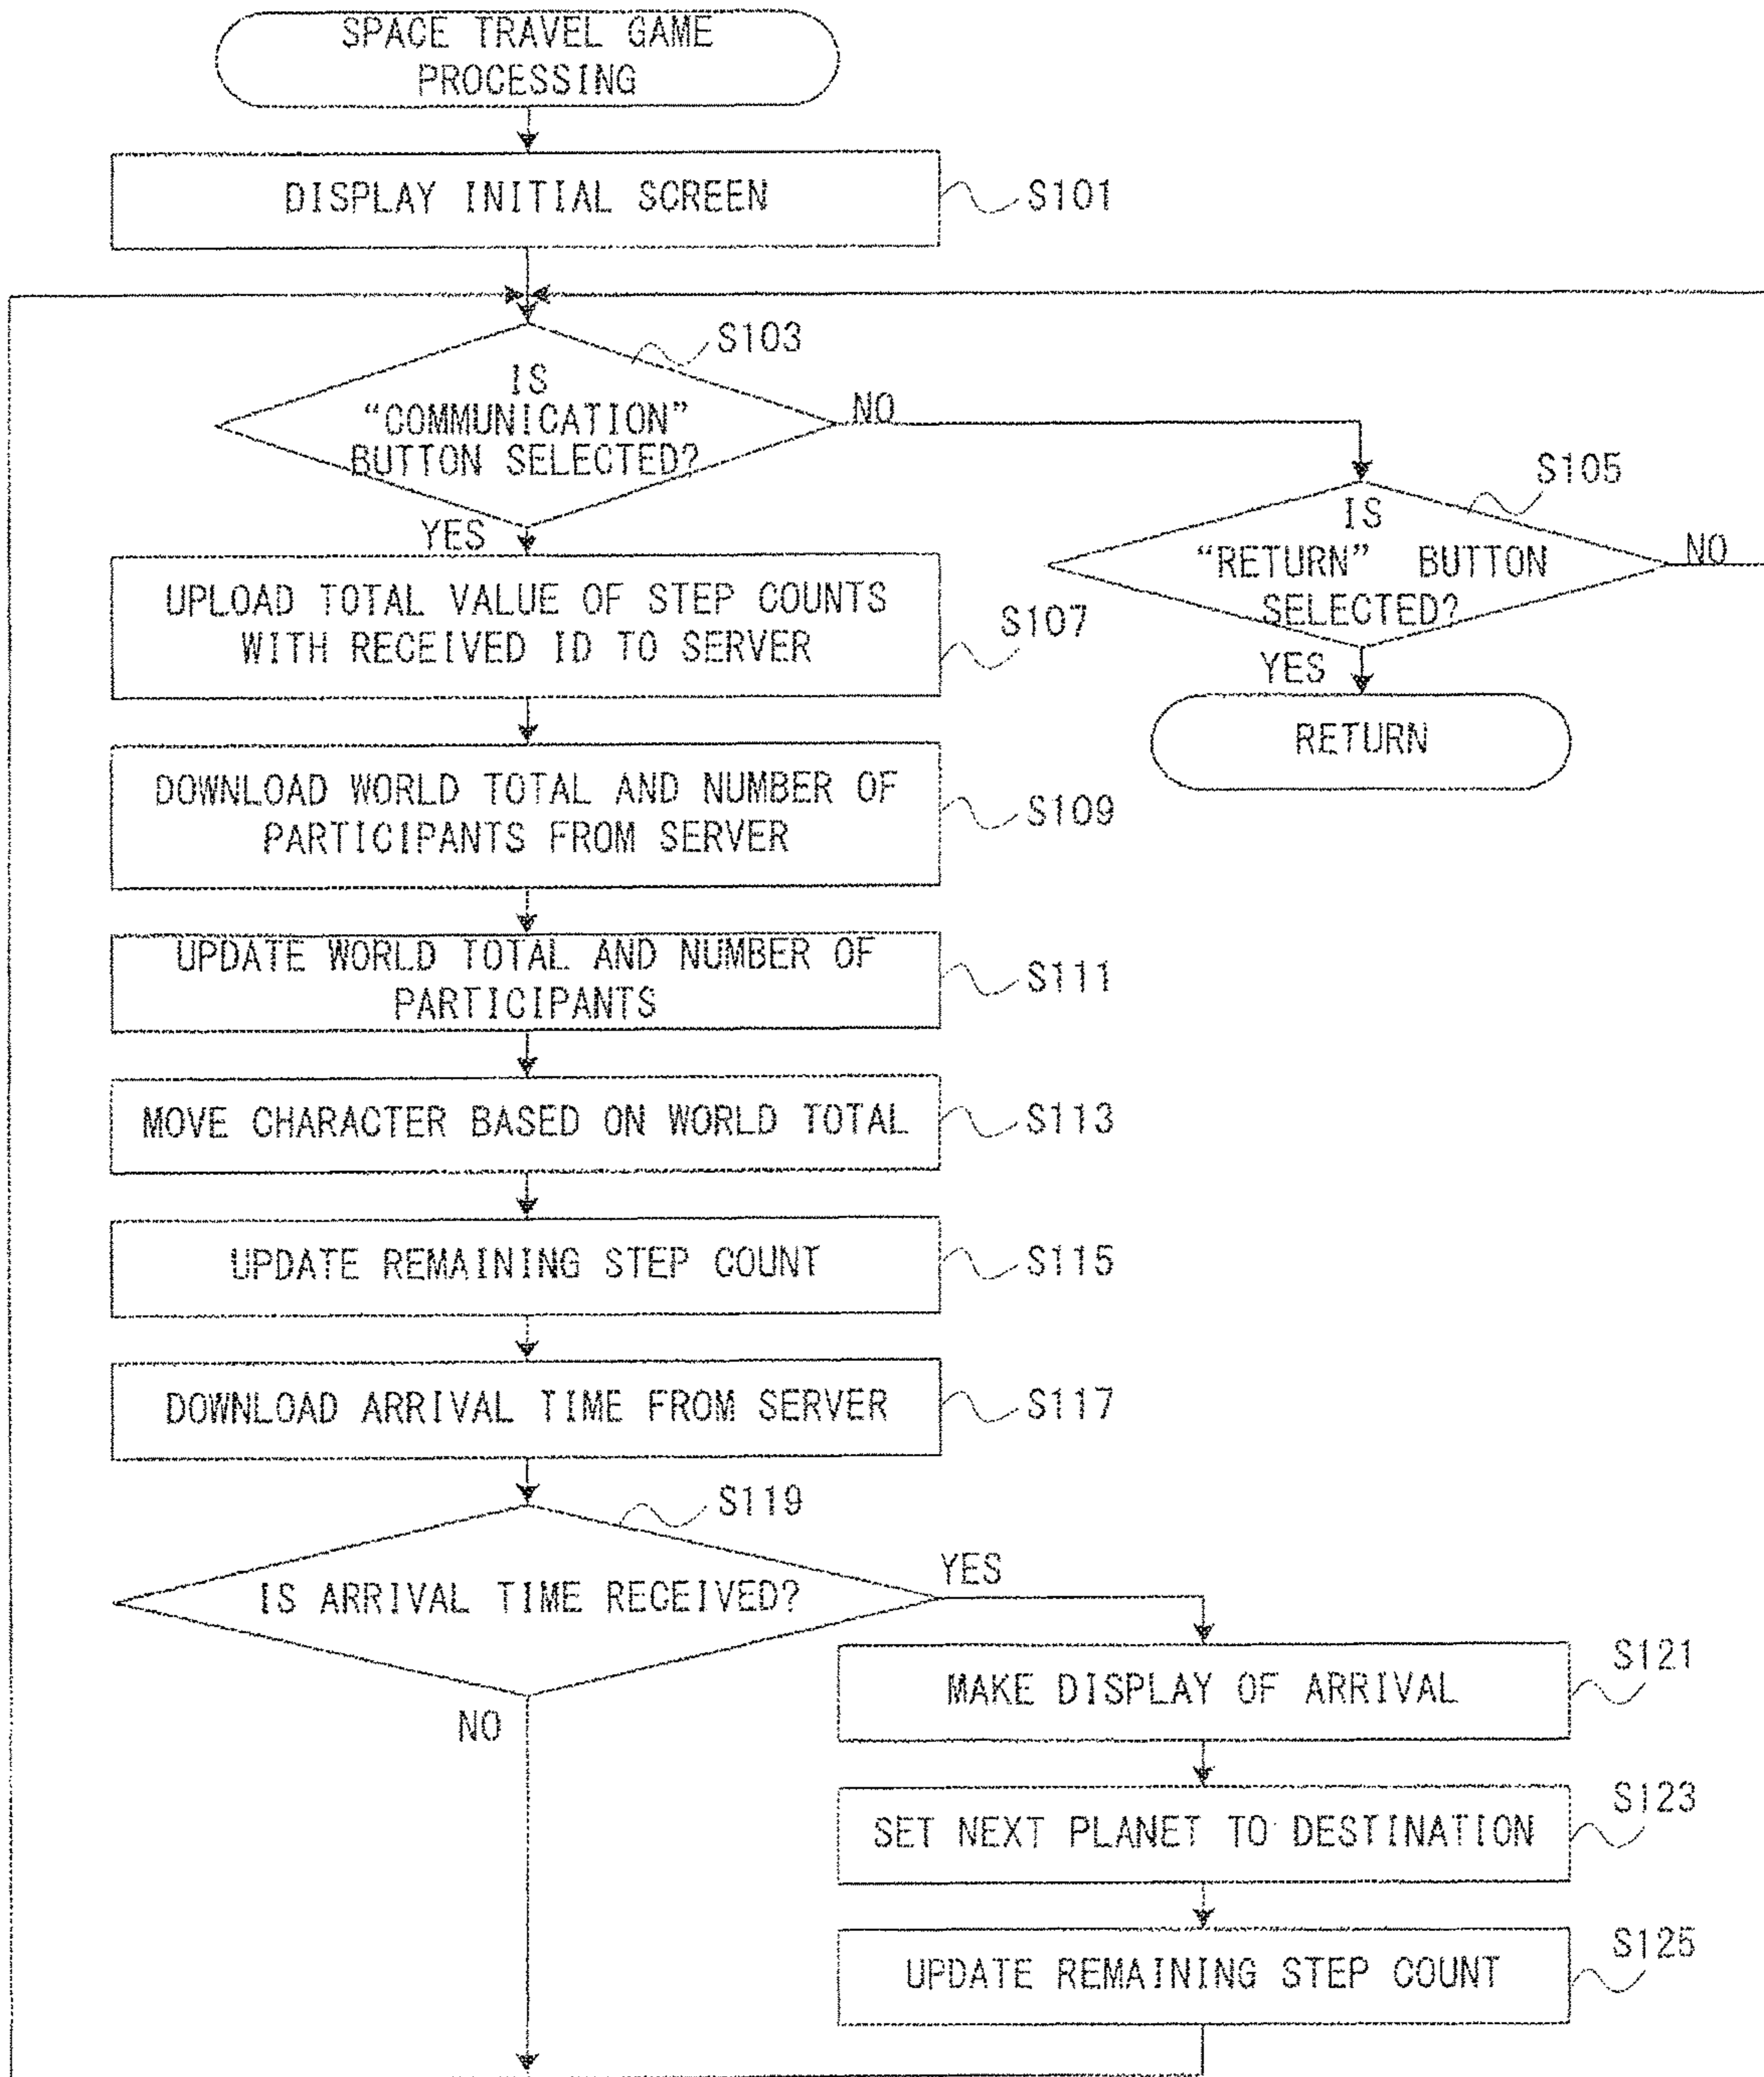 SPACE TRAVEL GAME
PROCESSING
DISPLAY INITIAL SCREEN
S101
S103
IS
“COMMUNICATION”
BUTTON SELECTED?
NO
YES
S105
IS
“RETURN” BUTTON
SELECTED?
NO
YES
RETURN
UPLOAD TOTAL VALUE OF STEP COUNTS
WITH RECEIVED ID TO SERVER
S107
DOWNLOAD WORLD TOTAL AND NUMBER OF
PARTICIPANTS FROM SERVER
S109
UPDATE WORLD TOTAL AND NUMBER OF
PARTICIPANTS
S111
MOVE CHARACTER BASED ON WORLD TOTAL
S113
UPDATE REMAINING STEP COUNT
S115
DOWNLOAD ARRIVAL TIME FROM SERVER
S117
S119
IS ARRIVAL TIME RECEIVED?
YES
NO
MAKE DISPLAY OF ARRIVAL
S121
SET NEXT PLANET TO DESTINATION
S123
UPDATE REMAINING STEP COUNT
S125